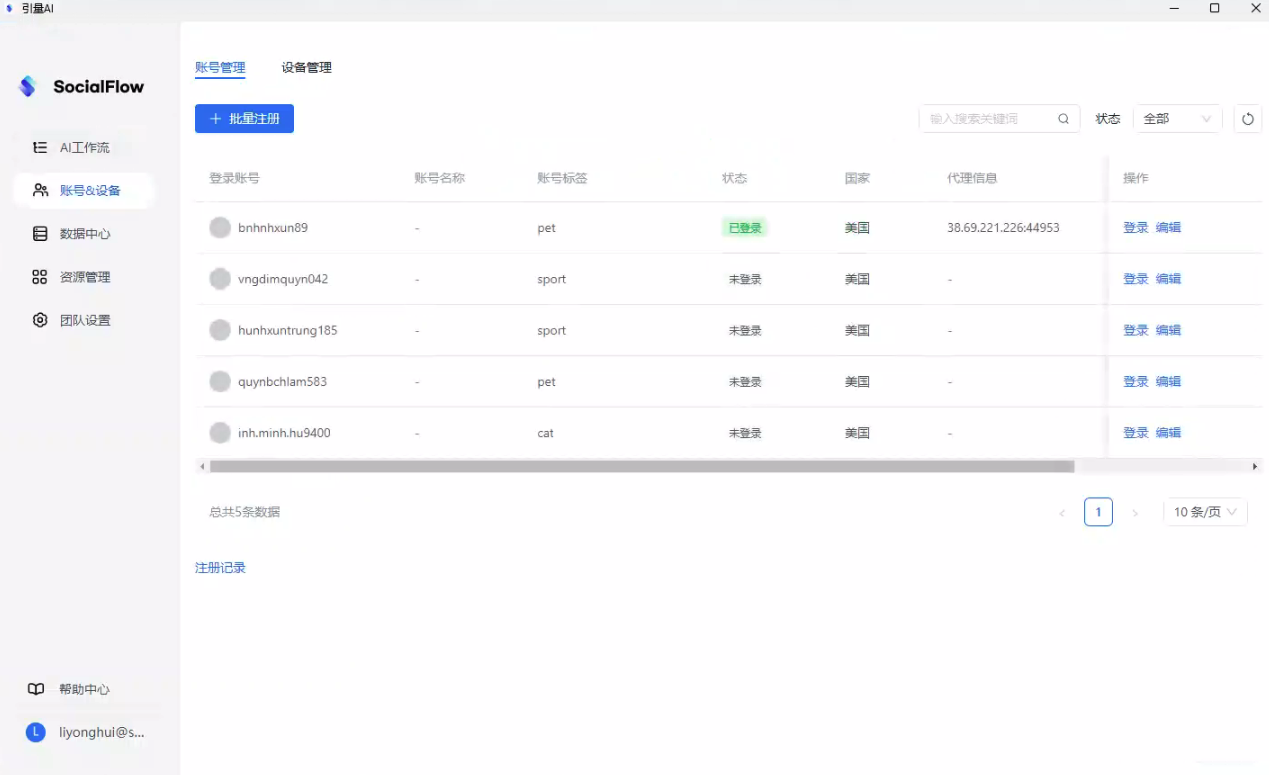 引量AI
SocialFlow
AI工作流
账号&设备
数据中心
资源管理
团队设置
帮助中心
L liyonghui@s...
账号管理 设备管理
+ 批量注册 输入搜索关键词 状态 全部
登录账号 账号名称 账号标签 状态 国家 代理信息 操作
bnhnhxun89 - pet 已登录 美国 38.69.221.226:44953 登录 编辑
vngdimquyn042 - sport 未登录 美国 - 登录 编辑
hunhxuntrung185 - sport 未登录 美国 - 登录 编辑
quynbchlam583 - pet 未登录 美国 - 登录 编辑
inh.minh.hu9400 - cat 未登录 美国 - 登录 编辑
总共5条数据 < 1 > 10 条/页
注册记录